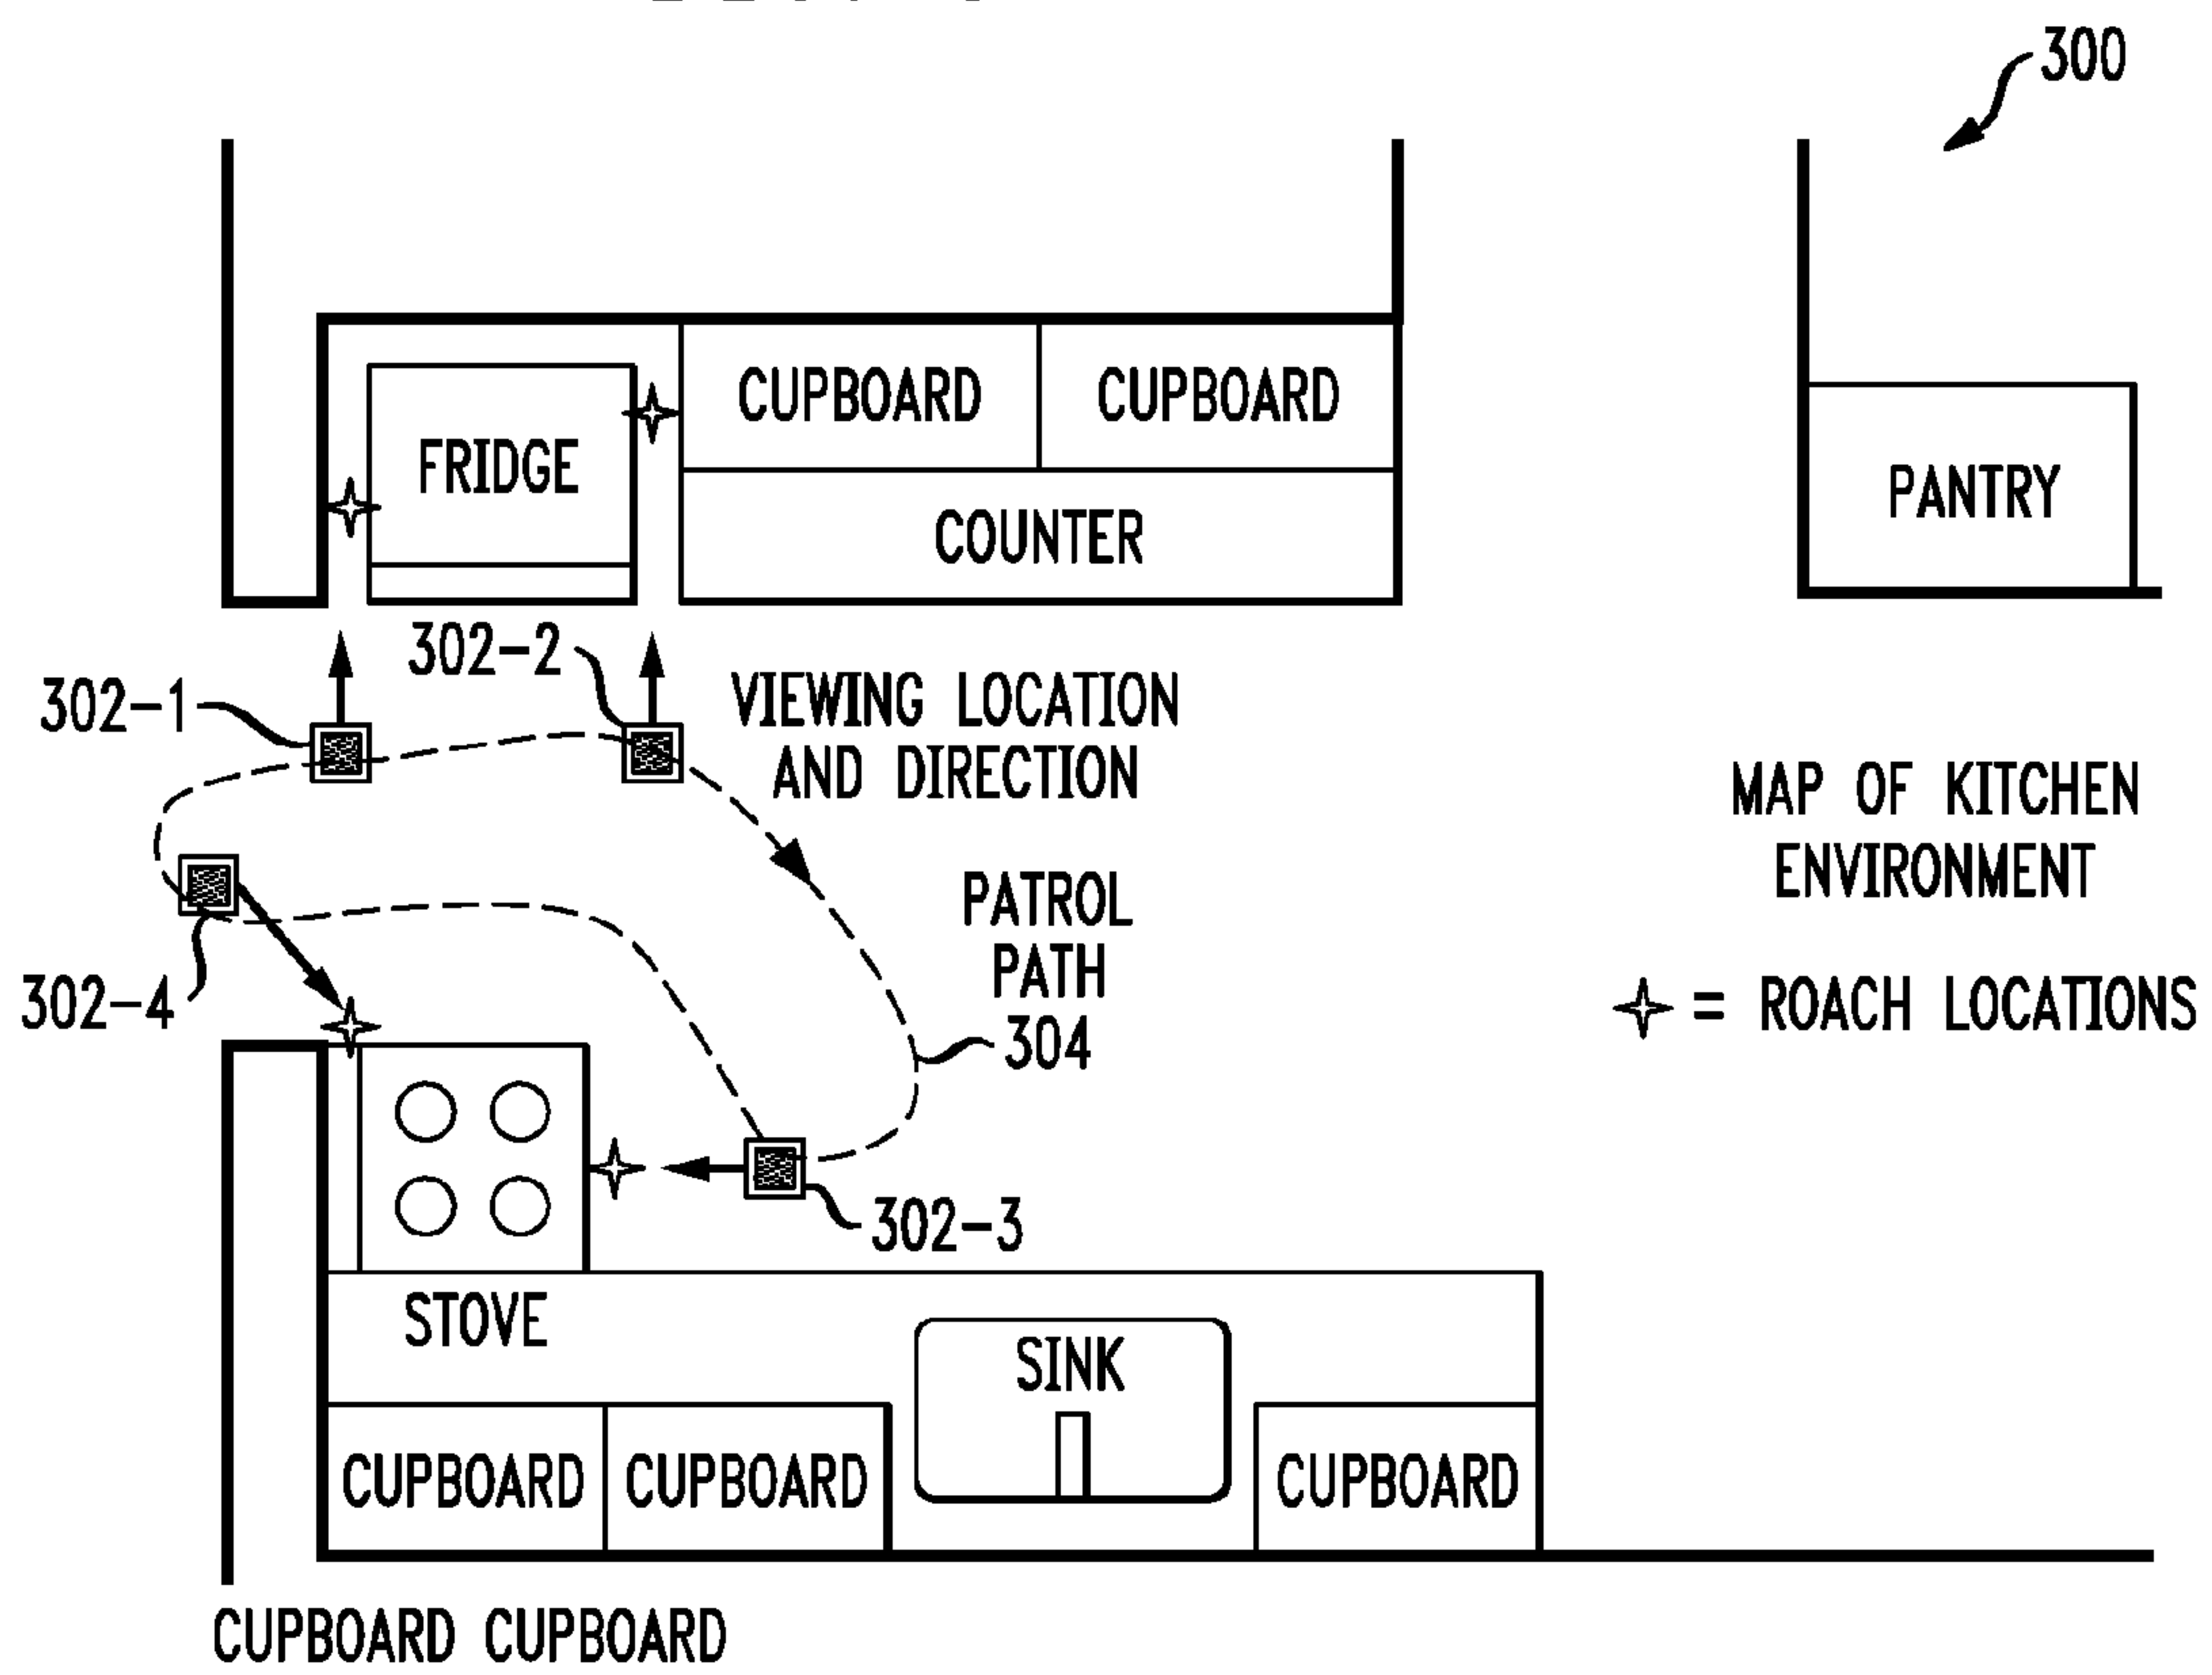 300
CUPBOARD
CUPBOARD
FRIDGE
COUNTER
PANTRY
302-2
302-1
VIEWING LOCATION
AND DIRECTION
MAP OF KITCHEN
ENVIRONMENT
PATROL
PATH
304
302-4
= ROACH LOCATIONS
302-3
STOVE
SINK
CUPBOARD
CUPBOARD
CUPBOARD
CUPBOARD CUPBOARD